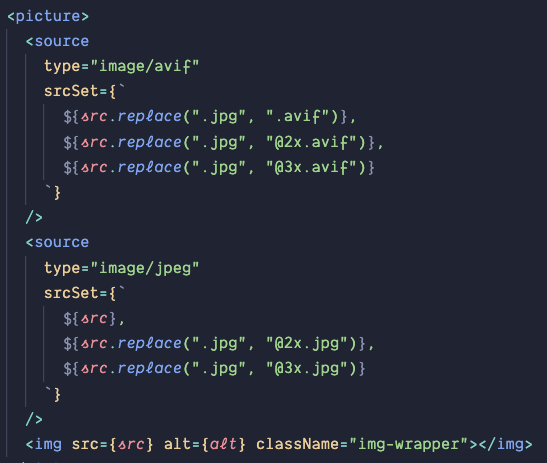 <picture>
<source
type="image/avif"
srcSet={`
${src.replace(".jpg", ".avif")},
${src.replace(".jpg", "@2x.avif")},
${src.replace(".jpg", "@3x.avif")}
`}
/>
<source
type="image/jpeg"
srcSet={`
${src},
${src.replace(".jpg", "@2x.jpg")},
${src.replace(".jpg", "@3x.jpg")}
`}
/>
<img src={src} alt={alt} className="img-wrapper"></img>